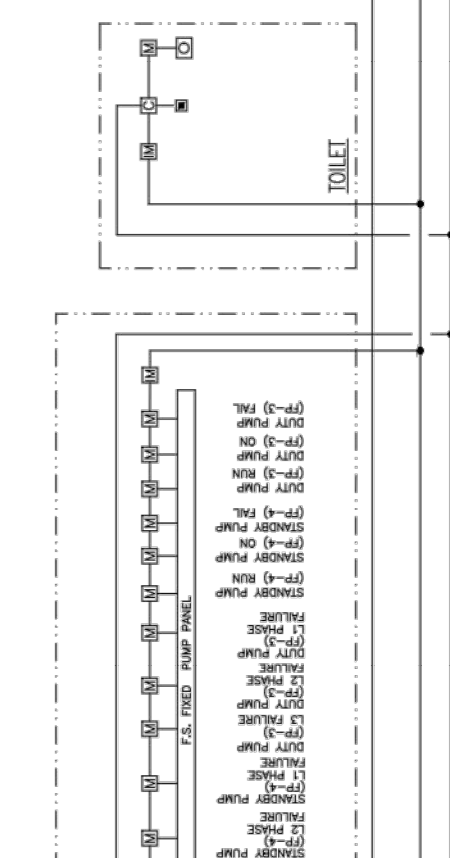 M
C
IM
TOILET
IM
M
M
M
M
M
M
M
M
M
M
M
F.S. FIXED PUMP PANEL
DUTY PUMP
(FP-3) FAIL
DUTY PUMP
(FP-3) ON
DUTY PUMP
(FP-3) RUN
STANDBY PUMP
(FP-4) FAIL
STANDBY PUMP
(FP-4) ON
STANDBY PUMP
(FP-4) RUN
DUTY PUMP
(FP-3)
L1 PHASE
FAILURE
DUTY PUMP
(FP-3)
L2 PHASE
FAILURE
DUTY PUMP
(FP-3)
L3 FAILURE
STANDBY PUMP
(FP-4)
L1 PHASE
FAILURE
STANDBY PUMP
(FP-4)
L2 PHASE
FAILURE